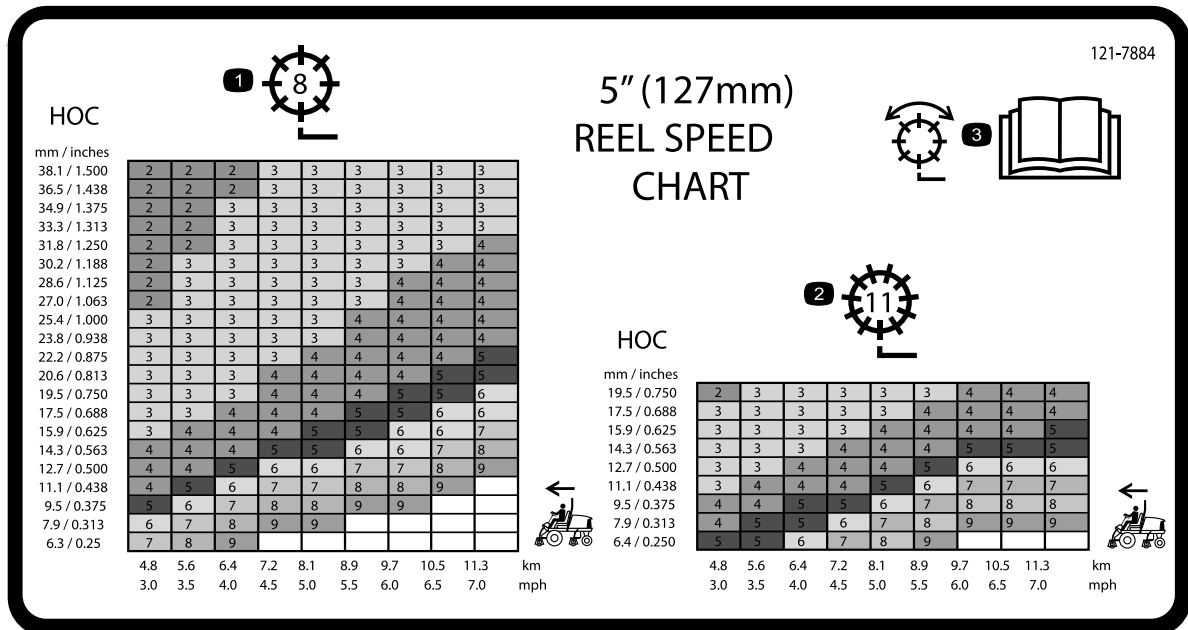 121-7884
5" (127mm)
REEL SPEED
CHART
3
1
8
HOC
mm / inches
38.1 / 1.500 2 2 2 3 3 3 3 3 3
36.5 / 1.438 2 2 2 3 3 3 3 3 3
34.9 / 1.375 2 2 3 3 3 3 3 3 3
33.3 / 1.313 2 2 3 3 3 3 3 3 3
31.8 / 1.250 2 2 3 3 3 3 3 3 4
30.2 / 1.188 2 3 3 3 3 3 3 4 4
28.6 / 1.125 2 3 3 3 3 3 4 4 4
27.0 / 1.063 2 3 3 3 3 3 4 4 4
25.4 / 1.000 3 3 3 3 3 4 4 4 4
23.8 / 0.938 3 3 3 3 3 4 4 4 4
22.2 / 0.875 3 3 3 3 4 4 4 4 5
20.6 / 0.813 3 3 3 4 4 4 4 5 5
19.5 / 0.750 3 3 3 4 4 4 5 5 6
17.5 / 0.688 3 3 4 4 4 5 5 6 6
15.9 / 0.625 3 4 4 4 5 5 6 6 7
14.3 / 0.563 4 4 4 5 5 6 6 7 8
12.7 / 0.500 4 4 5 6 6 7 7 8 9
11.1 / 0.438 4 5 6 7 7 8 8 9
9.5 / 0.375 5 6 7 8 8 9 9
7.9 / 0.313 6 7 8 9 9
6.3 / 0.25 7 8 9
4.8 5.6 6.4 7.2 8.1 8.9 9.7 10.5 11.3 km
3.0 3.5 4.0 4.5 5.0 5.5 6.0 6.5 7.0 mph
2
11
HOC
mm / inches
19.5 / 0.750 2 3 3 3 3 3 4 4 4
17.5 / 0.688 3 3 3 3 3 4 4 4 4
15.9 / 0.625 3 3 3 3 4 4 4 4 5
14.3 / 0.563 3 3 3 4 4 4 5 5 5
12.7 / 0.500 3 3 4 4 4 5 6 6 6
11.1 / 0.438 3 4 4 4 5 6 7 7 7
9.5 / 0.375 4 4 5 5 6 7 8 8 8
7.9 / 0.313 4 5 5 6 7 8 9 9 9
6.4 / 0.250 5 5 6 7 8 9
4.8 5.6 6.4 7.2 8.1 8.9 9.7 10.5 11.3 km
3.0 3.5 4.0 4.5 5.0 5.5 6.0 6.5 7.0 mph